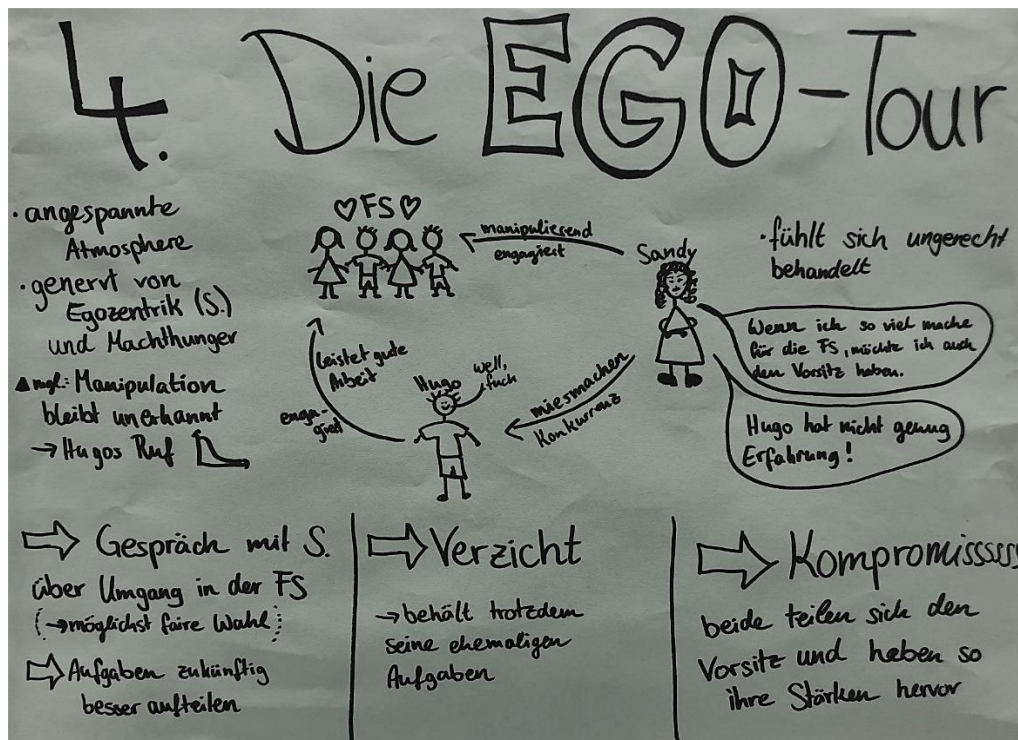 4. Die EGO-Tour
· angespannte
Atmosphere
· genervt von
Egozentrik (S.)
und Machthunger
mgl.: Manipulation
bleibt unerkannt
→ Hugos Ruf
♡FS♡
manipulierend
engagiert
Sandy
· fühlt sich ungerecht
behandelt
Wenn ich so viel mache
für die FS, möchte ich auch
den Vorsitz haben.
Hugo hat nicht genug
Erfahrung!
leistet gute
Arbeit
enga-
giert
Hugo
well,
fuck
miesmachen
Konkurrenz
⇨ Gespräch mit S.
über Umgang in der FS
(→möglichst faire Wahl)
⇨ Aufgaben zukünftig
besser aufteilen
⇨ Verzicht
→ behält trotzdem
seine ehemaligen
Aufgaben
⇨ Kompromisssss
beide teilen sich den
Vorsitz und heben so
ihre Stärken hervor